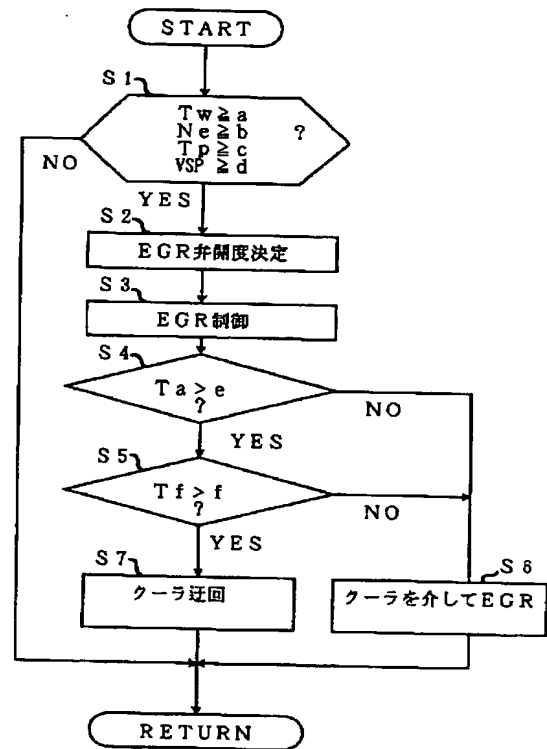 START
S1
Tw≧a
Ne≧b
Tp≧c
VSP≧d
?
NO
YES
S2
EGR弁開度決定
S3
EGR制御
S4
Ta>e
?
NO
YES
S5
Tf>f
?
NO
YES
S7
クーラ迂回
S8
クーラを介してEGR
RETURN